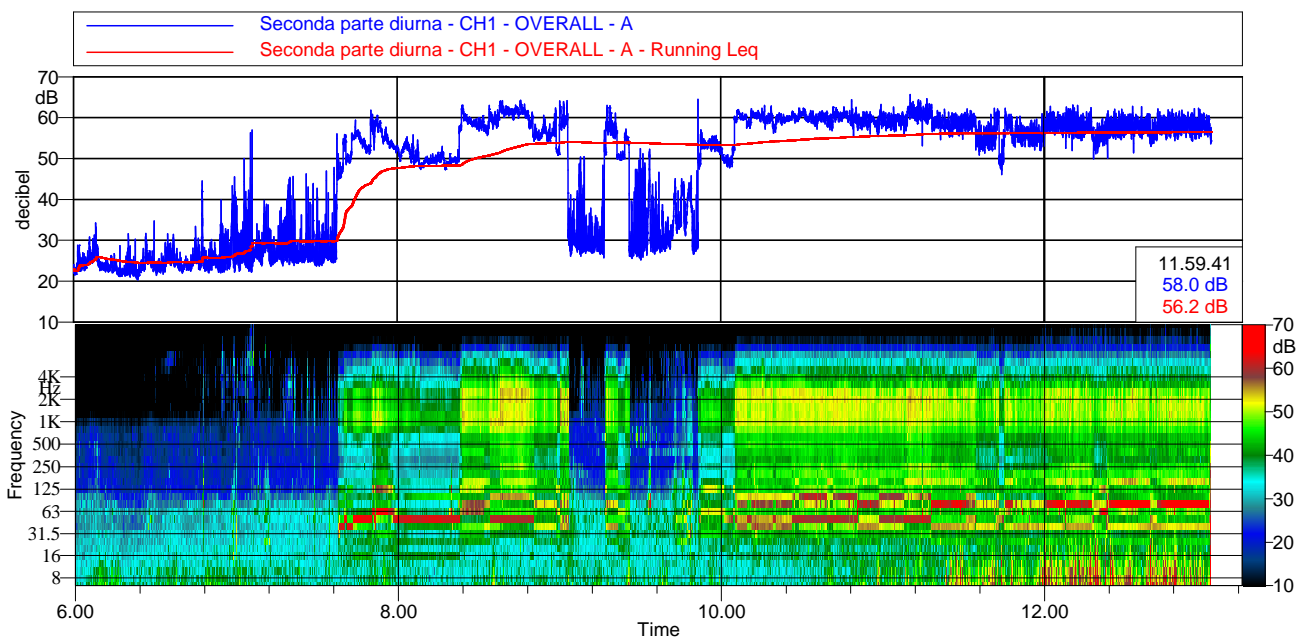 Seconda parte diurna - CH1 - OVERALL - A
Seconda parte diurna - CH1 - OVERALL - A - Running Leq
70
dB
60
50
40
30
20
10
decibel
11.59.41
58.0 dB
56.2 dB
4K
Hz
2K
1K
500
250
125
63
31.5
16
8
Frequency
70
dB
60
50
40
30
20
10
6.00
8.00
10.00
12.00
Time